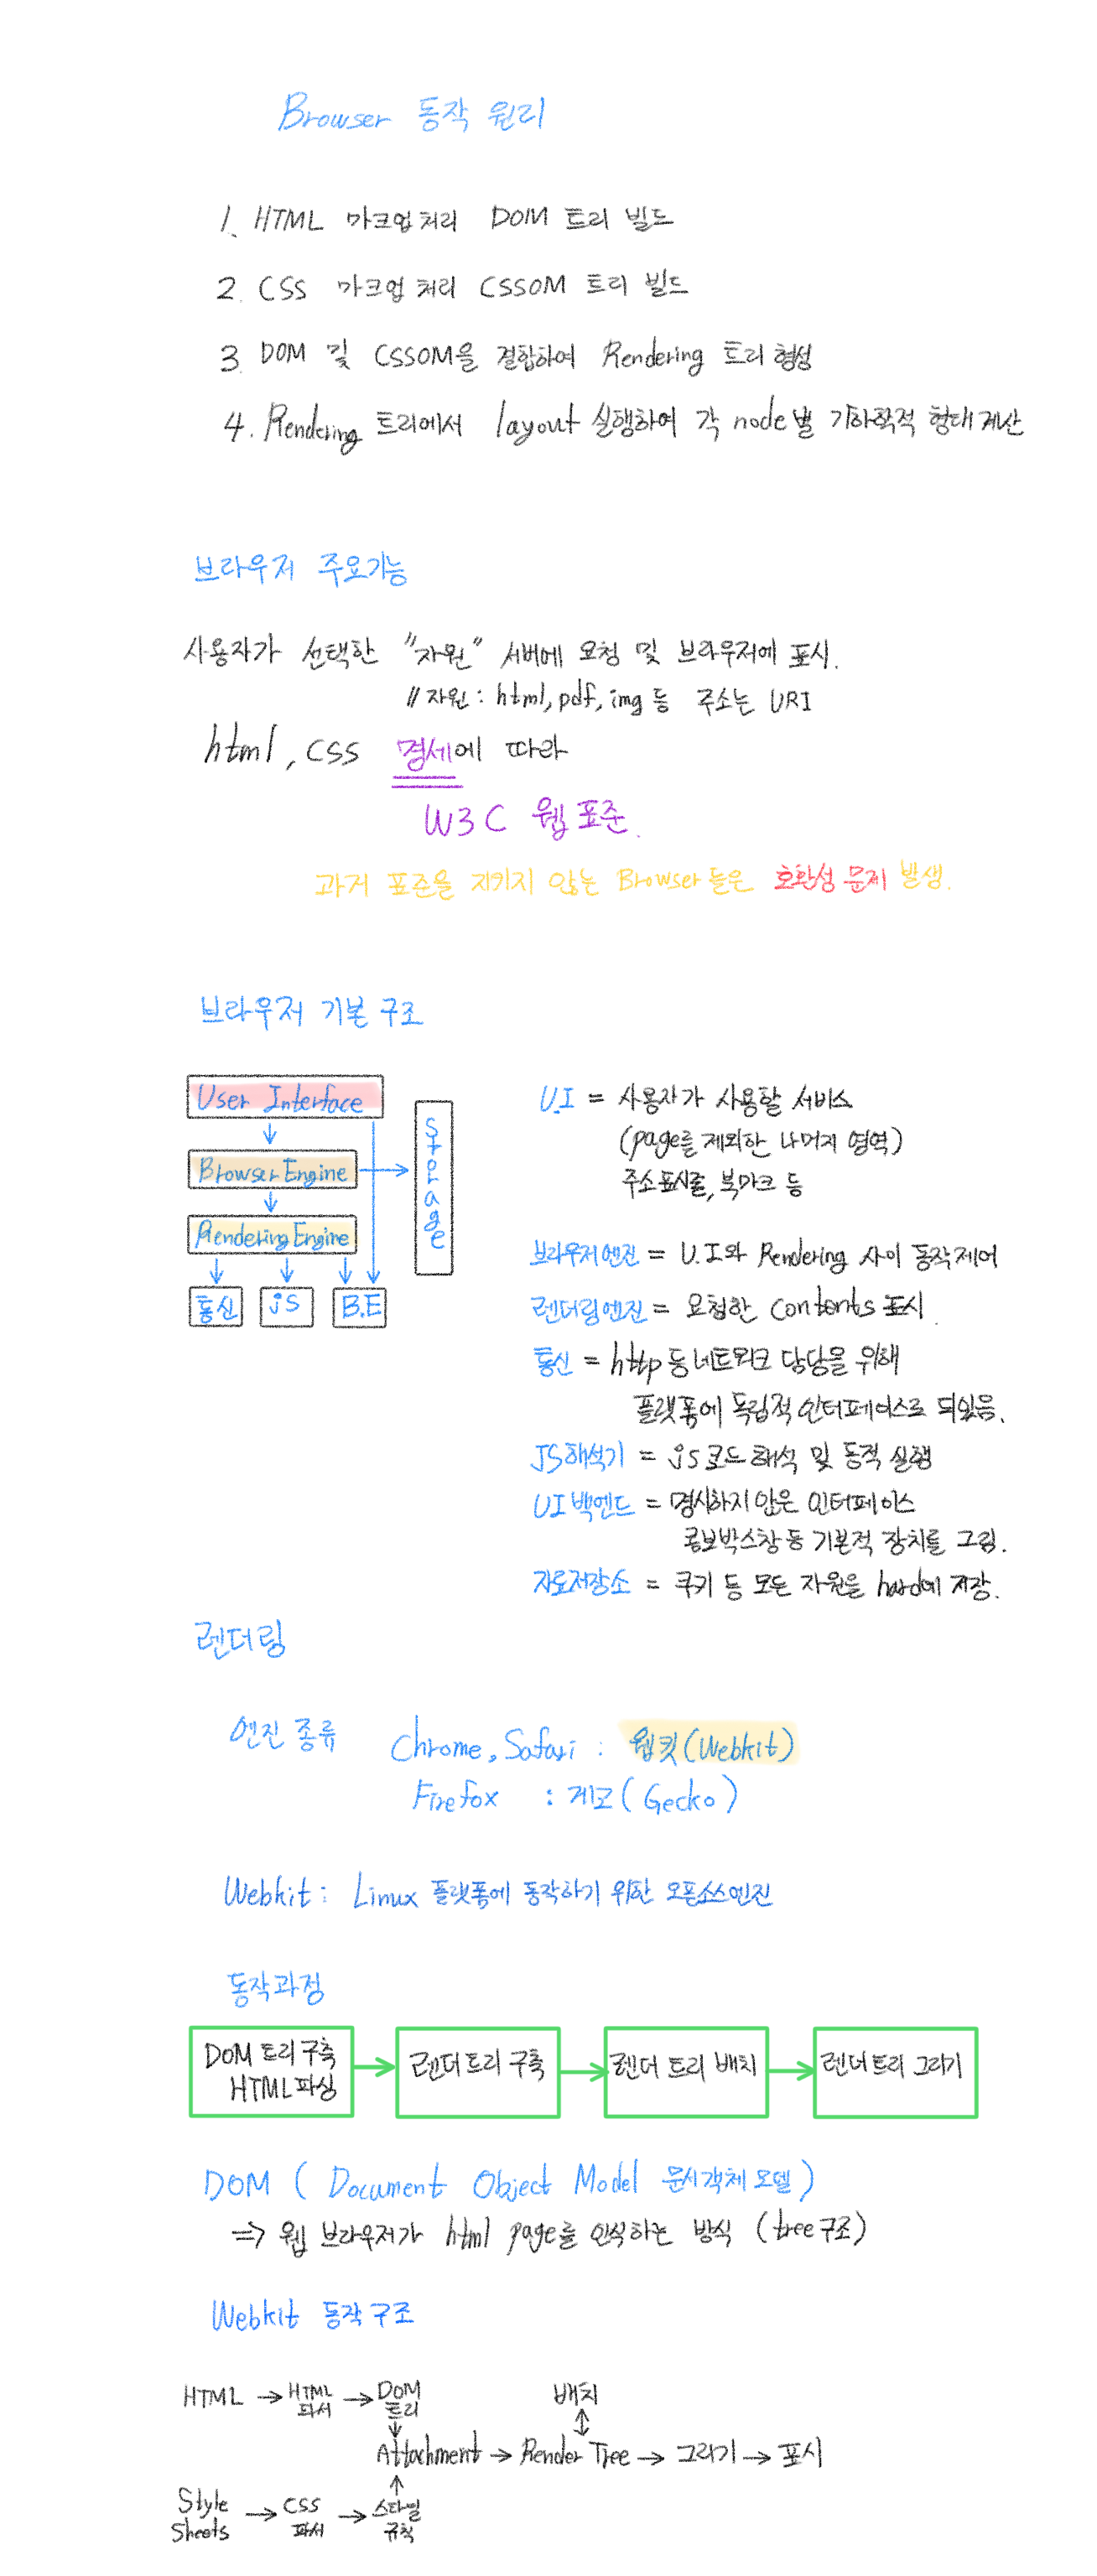 Browser 동작 원리
1. HTML 마크업 처리 DOM 트리 빌드
2. CSS 마크업 처리 CSSOM 트리 빌드
3. DOM 및 CSSOM을 결합하여 Rendering 트리 형성
4. Rendering 트리에서 layout 실행하여 각 node별 기하학적 형태 계산
브라우저 주요기능
사용자가 선택한 "자원" 서버에 요청 및 브라우저에 표시.
// 자원 : html, pdf, img 등 주소는 URI
html, css 명세에 따라
W3C 웹 표준.
과거 표준을 지키지 않는 Browser 들은 호환성 문제 발생.
브라우저 기본 구조
User Interface
Browser Engine
Rendering Engine
통신
js
B.E
Storage
U.I = 사용자가 사용할 서비스
(page를 제외한 나머지 영역)
주소표시줄, 북마크 등
브라우저엔진 = U.I와 Rendering 사이 동작제어
렌더링엔진 = 요청한 contents 표시.
통신 = http 등 네트워크 담당을 위해
플랫폼에 독립적 인터페이스로 되있음.
JS해석기 = js코드 해석 및 동적 실행
UI 백엔드 = 명시하지 않은 인터페이스
콤보박스창 등 기본적 장치를 그림.
자료저장소 = 쿠키 등 모든 자원을 hard에 저장.
렌더링
엔진 종류 Chrome, Safari : 웹킷(Webkit)
Firefox : 게코(Gecko)
Webkit : Linux 플랫폼에 동작하기 위한 오픈소스엔진
동작과정
DOM 트리 구축
HTML 파싱
렌더 트리 구축
렌더 트리 배치
렌더 트리 그리기
DOM ( Document Object Model 문서객체 모델 )
=> 웹 브라우저가 html page를 인식하는 방식 (tree 구조)
Webkit 동작 구조
HTML → HTML 파서 → DOM 트리
배치
Attachment → Render Tree → 그리기 → 표시
Style Sheets → CSS 파서 → 스타일 규칙